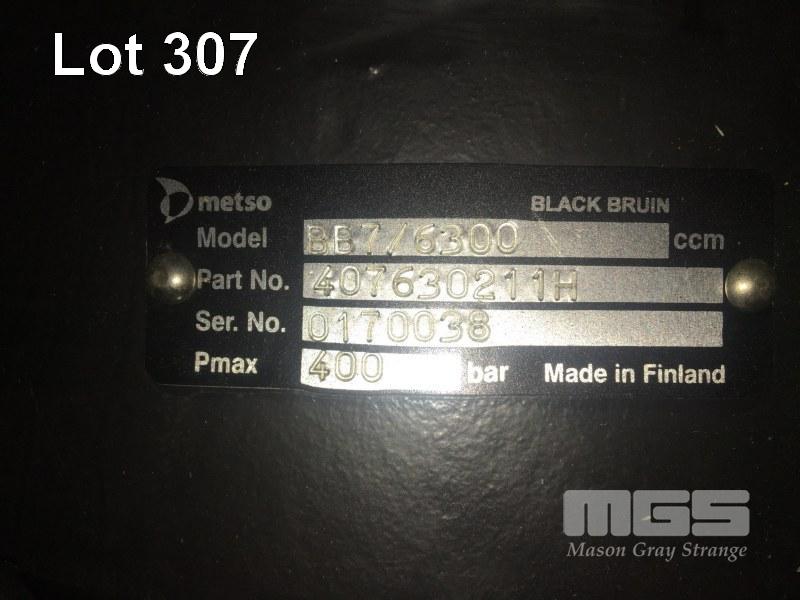 Lot 307
metso BLACK BRUIN
Model BB7/6300 ccm
Part No. 407630211H
Ser. No. 0170038
Pmax 400 bar Made in Finland
MGS
Mason Gray Strange